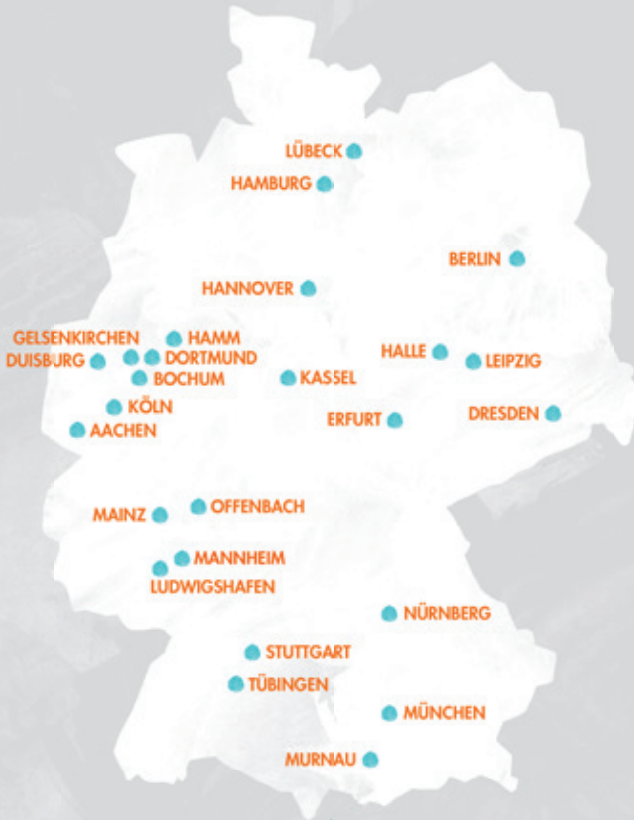 LÜBECK
HAMBURG
BERLIN
HANNOVER
GELSENKIRCHEN
HAMM
DUISBURG
DORTMUND
HALLE
LEIPZIG
BOCHUM
KASSEL
KÖLN
ERFURT
DRESDEN
AACHEN
MAINZ
OFFENBACH
MANNHEIM
LUDWIGSHAFEN
NÜRNBERG
STUTTGART
TÜBINGEN
MÜNCHEN
MURNAU